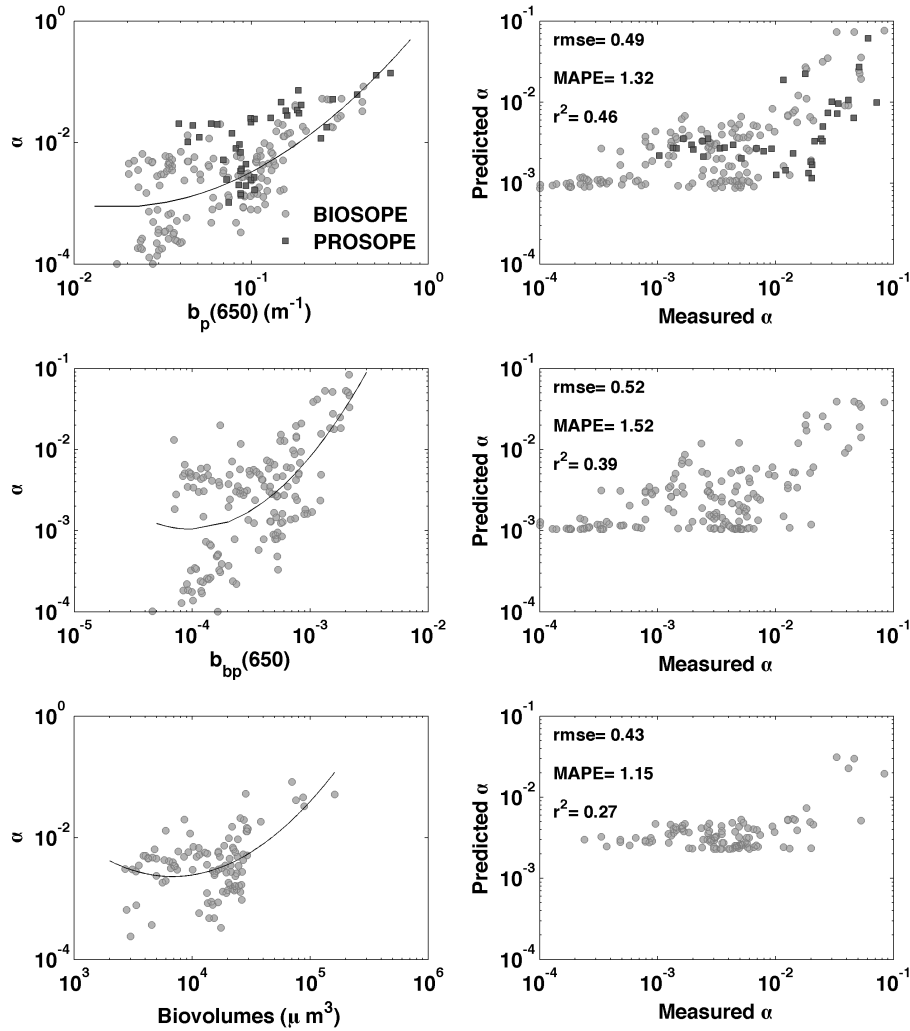 10^0
10^-2
10^-4
α
10^-2
10^-1
10^0
b_p(650) (m^-1)
BIOSOPE
PROSOPE
10^-1
10^-2
10^-3
10^-4
Predicted α
rmse= 0.49
MAPE= 1.32
r^2= 0.46
10^-4
10^-3
10^-2
10^-1
Measured α
10^-1
10^-2
10^-3
10^-4
α
10^-5
10^-4
10^-3
10^-2
b_bp(650)
10^-1
10^-2
10^-3
10^-4
Predicted α
rmse= 0.52
MAPE= 1.52
r^2= 0.39
10^-4
10^-3
10^-2
10^-1
Measured α
10^0
10^-2
10^-4
α
10^3
10^4
10^5
10^6
Biovolumes (μ m^3)
10^-1
10^-2
10^-3
10^-4
Predicted α
rmse= 0.43
MAPE= 1.15
r^2= 0.27
10^-4
10^-3
10^-2
10^-1
Measured α